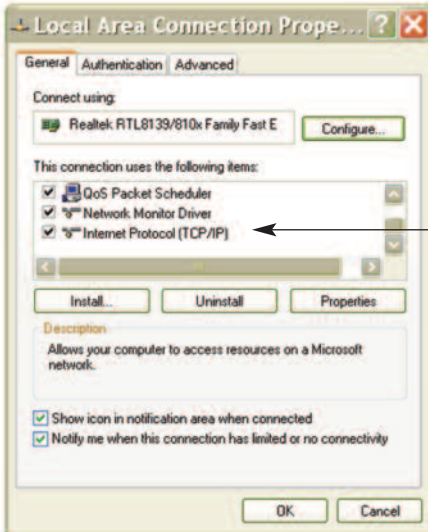 Local Area Connection Prope...
General Authentication Advanced
Connect using:
Realtek RTL8139/810x Family Fast E
Configure...
This connection uses the following items:
QoS Packet Scheduler
Network Monitor Driver
Internet Protocol (TCP/IP)
Install... Uninstall Properties
Description
Allows your computer to access resources on a Microsoft
network.
Show icon in notification area when connected
Notify me when this connection has limited or no connectivity
OK Cancel